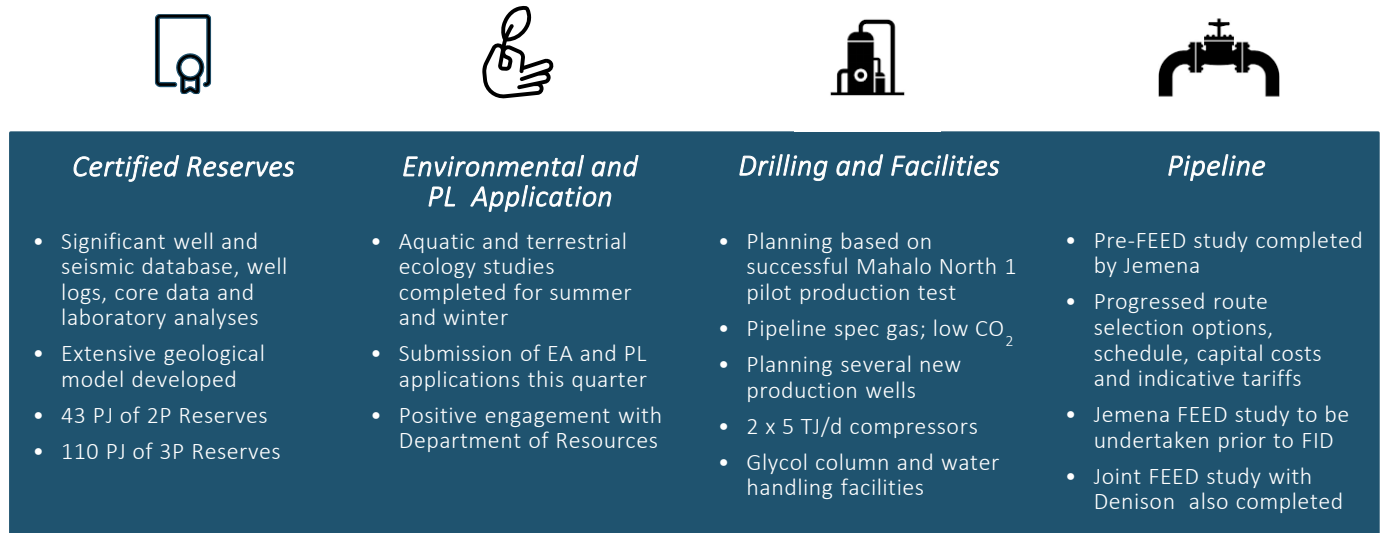 Certified Reserves
• Significant well and
seismic database, well
logs, core data and
laboratory analyses
• Extensive geological
model developed
• 43 PJ of 2P Reserves
• 110 PJ of 3P Reserves
Environmental and
PL Application
• Aquatic and terrestrial
ecology studies
completed for summer
and winter
• Submission of EA and PL
applications this quarter
• Positive engagement with
Department of Resources
Drilling and Facilities
• Planning based on
successful Mahalo North 1
pilot production test
• Pipeline spec gas; low CO₂
• Planning several new
production wells
• 2 x 5 TJ/d compressors
• Glycol column and water
handling facilities
Pipeline
• Pre-FEED study completed
by Jemena
• Progressed route
selection options,
schedule, capital costs
and indicative tariffs
• Jemena FEED study to be
undertaken prior to FID
• Joint FEED study with
Denison also completed